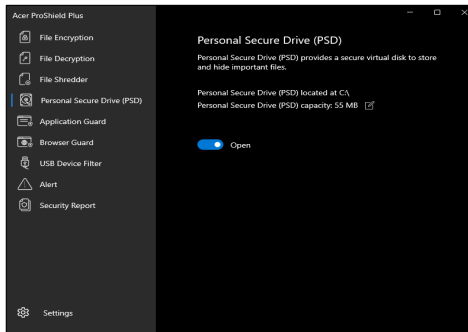 Acer ProShield Plus
File Encryption
File Decryption
File Shredder
Personal Secure Drive (PSD)
Application Guard
Browser Guard
USB Device Filter
Alert
Security Report
Settings
Personal Secure Drive (PSD)
Personal Secure Drive (PSD) provides a secure virtual disk to store
and hide important files.
Personal Secure Drive (PSD) located at C:\
Personal Secure Drive (PSD) capacity: 55 MB
Open